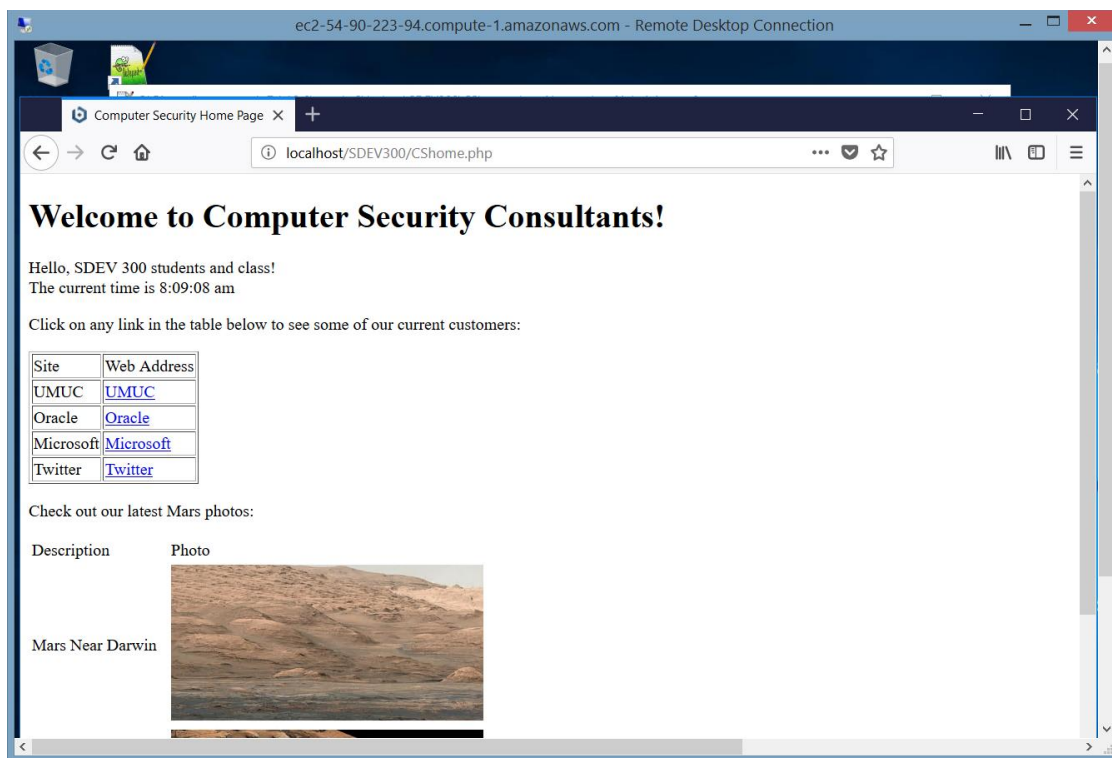 ec2-54-90-223-94.compute-1.amazonaws.com - Remote Desktop Connection
Computer Security Home Page
localhost/SDEV300/CShome.php
Welcome to Computer Security Consultants!
Hello, SDEV 300 students and class!
The current time is 8:09:08 am
Click on any link in the table below to see some of our current customers:
Site Web Address
UMUC UMUC
Oracle Oracle
Microsoft Microsoft
Twitter Twitter
Check out our latest Mars photos:
Description Photo
Mars Near Darwin